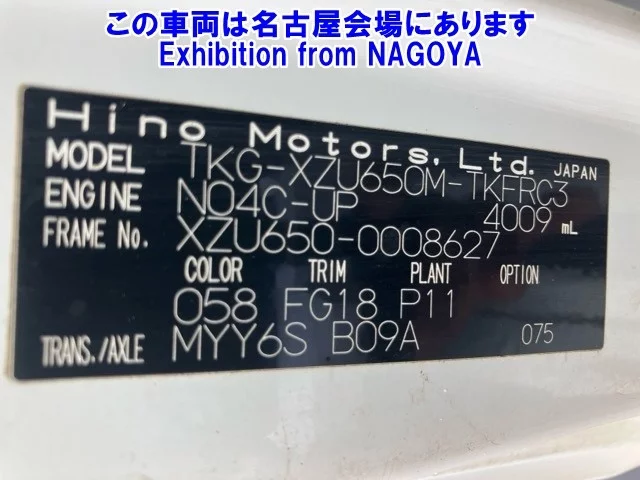 この車両は名古屋会場にあります
Exhibition from NAGOYA
Hino Motors, Ltd. JAPAN
MODEL TKG-XZU650M-TKFRC3
ENGINE N04C-UP 4009 mL
FRAME No. XZU650-0008627
COLOR TRIM PLANT OPTION
058 FG18 P11
TRANS./AXLE MYY6S B09A 075